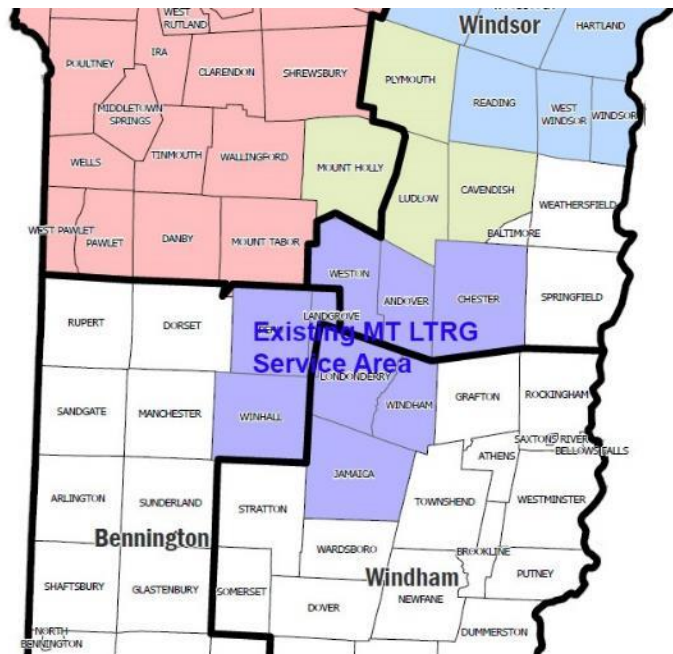 WEST
RUTLAND
Windsor
HARTLAND
IRA
POULTNEY
CLARENDON
SHREWSBURY
PLYMOUTH
READING
WEST
WINDSOR
WINDSOR
MIDDLETOWN
SPRINGS
WELLS
TINMOUTH
WALLINGFORD
MOUNT HOLLY
LUDLOW
CAVENDISH
WEATHERSFIELD
BALTIMORE
WEST PAWLET
PAWLET
DANBY
MOUNT TABOR
WESTON
ANDOVER
CHESTER
SPRINGFIELD
RUPERT
DORSET
LANDGROVE
Existing MT LTRG
Service Area
LONDONDERRY
WINDHAM
GRAFTON
ROCKINGHAM
SANDGATE
MANCHESTER
WINHALL
SAXTONS RIVER
BELLOWS FALLS
ATHENS
JAMAICA
ARLINGTON
SUNDERLAND
STRATTON
TOWNSHEND
WESTMINSTER
Bennington
WARDSBORO
BROOKLINE
Windham
PUTNEY
SHAFTSBURY
GLASTENBURY
SOMERSET
DOVER
NEWFANE
DUMMERSTON
NORTH
BENNINGTON